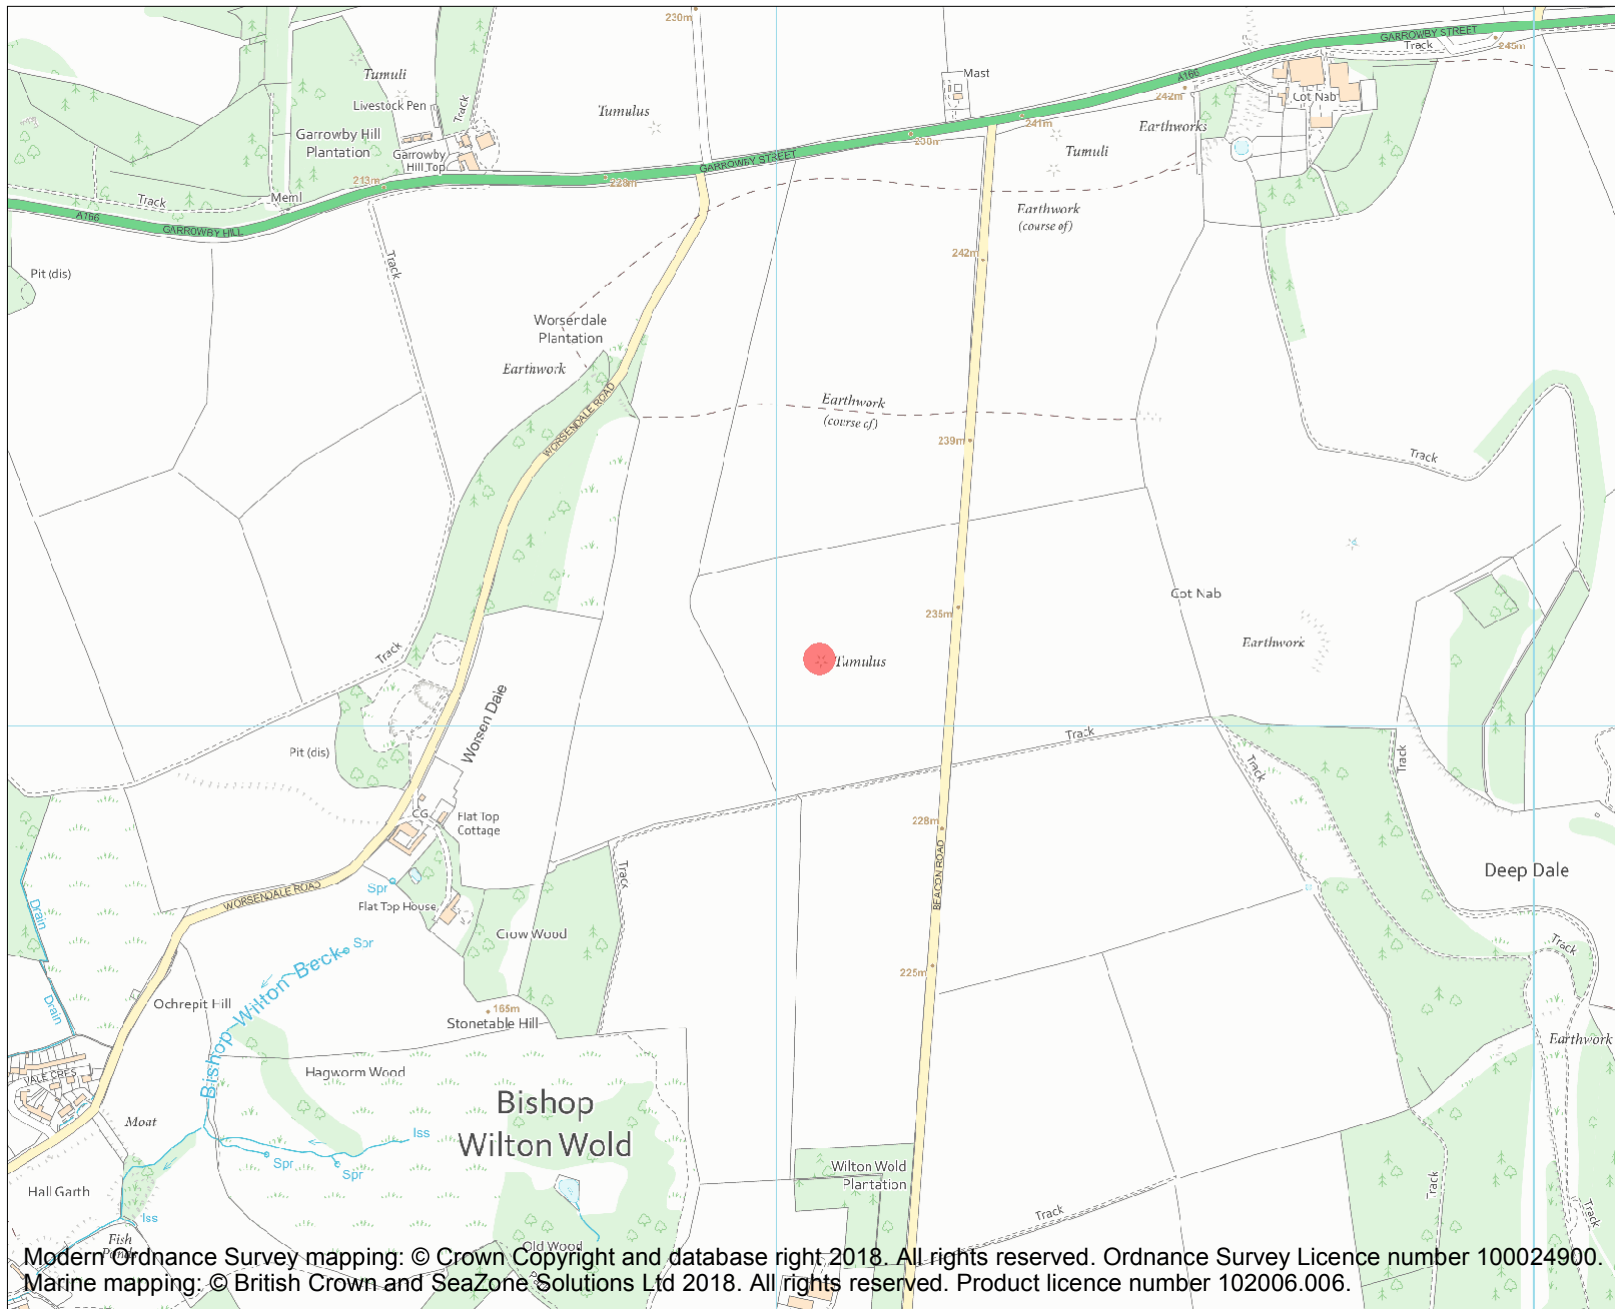 230m
GARROWBY STREET
Track
245m
Tumuli
Mast
A166
Livestock Pen
Track
Tumulus
242m
Cot Nab
Garrowby Hill
Plantation
241m
Earthworks
Garrowby
Hill Top
GARROWBY STREET
Tumuli
213m
228m
Track
Meml
A166
GARROWBY HILL
Earthwork
(course of)
Track
242m
Pit (dis)
Worsendale
Plantation
Earthwork
WORSENDALE ROAD
Earthwork
(course of)
239m
Track
235m
Cot Nab
Earthwork
Track
Tumulus
Worsen Dale
Track
Track
Track
Pit (dis)
CG
Flat Top
Cottage
228m
BEACON ROAD
Deep Dale
Track
Spr
WORSENDALE ROAD
Flat Top House
Drain
Crow Wood
Spr
Track
225m
Bishop Wilton Beck
Ochrepit Hill
Drain
165m
Stonetable Hill
Earthwork
VALE CRES
Hagworm Wood
Moat
Bishop
Wilton Wold
Iss
Spr
Spr
Wilton Wold
Plantation
Hall Garth
Track
Track
Track
Iss
Fish
Ponds
Old Wood
Modern Ordnance Survey mapping: © Crown Copyright and database right 2018. All rights reserved. Ordnance Survey Licence number 100024900.
Marine mapping: © British Crown and SeaZone Solutions Ltd 2018. All rights reserved. Product licence number 102006.006.